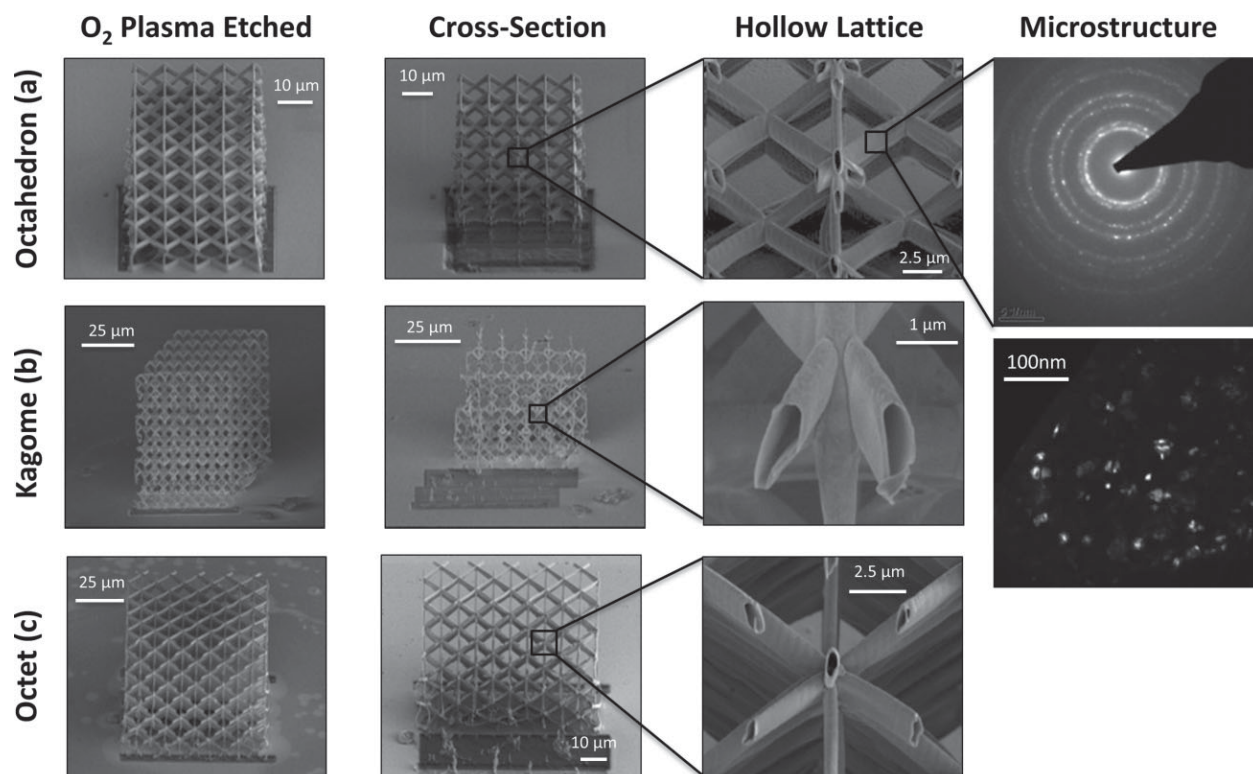 O₂ Plasma Etched
Cross-Section
Hollow Lattice
Microstructure
Octahedron (a)
10 µm
10 µm
2.5 µm
Kagome (b)
25 µm
25 µm
1 µm
100nm
Octet (c)
25 µm
10 µm
2.5 µm